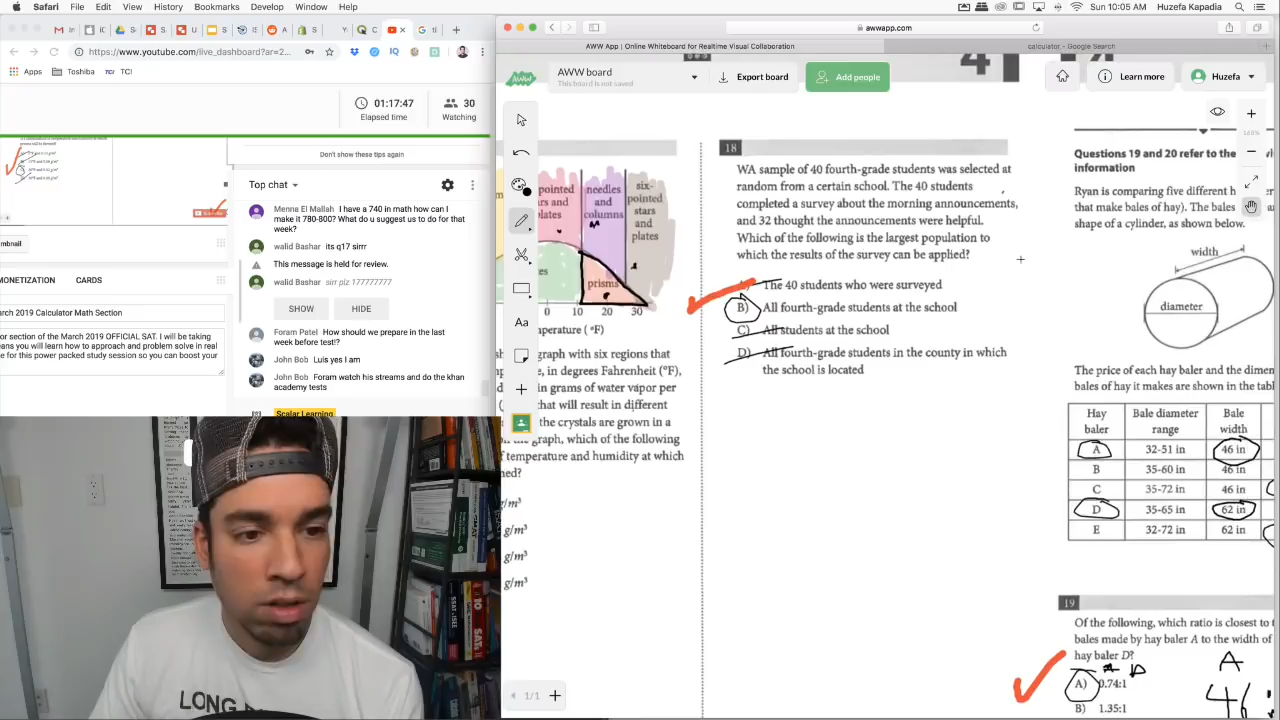 Safari File Edit View History Bookmarks Develop Window Help
Sun 10:05 AM Huzefa Kapadia
https://www.youtube.com/live_dashboard?ar=2...
Apps Toshiba TCI
01:17:47
Elapsed time
30
Watching
Don't show these tips again
Top chat
Menna El Mallah I have a 740 in math how can I
make it 780-800? What do u suggest us to do for that
week?
walid Bashar its q17 sirr
This message is held for review.
walid Bashar sirr plz 177777777
SHOW HIDE
Foram Patel How should we prepare in the last
week before test!?
John Bob Luis yes I am
John Bob Foram watch his streams and do the khan
academy tests
Scalar Learning
MONETIZATION CARDS
arch 2019 Calculator Math Section
or section of the March 2019 OFFICIAL SAT. I will be taking
eans you will learn how to approach and problem solve in real
e for this power packed study session so you can boost your
LONG
awwapp.com
AWW App | Online Whiteboard for Realtime Visual Collaboration
calculator - Google Search
AWW
AWW board
This board is not saved
Export board
Add people
Learn more
Huzefa
Aa
1/1
pointed
rs and
plates
needles
and
columns
six-
pointed
stars
and
plates
prisms
10 20 30
perature (°F)
graph with six regions that
e, in degrees Fahrenheit (°F),
in grams of water vapor per
that will result in different
the crystals are grown in a
graph, which of the following
f temperature and humidity at which
ned?
g/m³
g/m³
g/m³
g/m³
18
WA sample of 40 fourth-grade students was selected at
random from a certain school. The 40 students
completed a survey about the morning announcements,
and 32 thought the announcements were helpful.
Which of the following is the largest population to
which the results of the survey can be applied?
A) The 40 students who were surveyed
B) All fourth-grade students at the school
C) All students at the school
D) All fourth-grade students in the county in which
the school is located
Questions 19 and 20 refer to the
information
Ryan is comparing five different h
that make bales of hay). The bales
shape of a cylinder, as shown below.
width
diameter
The price of each hay baler and the dimen
bales of hay it makes are shown in the tabl
Hay baler Bale diameter range Bale width
32-51 in 46 in
B 35-60 in 46 in
C 35-72 in 46 in
D 35-65 in 62 in
E 32-72 in 62 in
19
Of the following, which ratio is closest to t
bales made by hay baler A to the width of
hay baler D?
A) 0.74:1
B) 1.35:1
A
46: